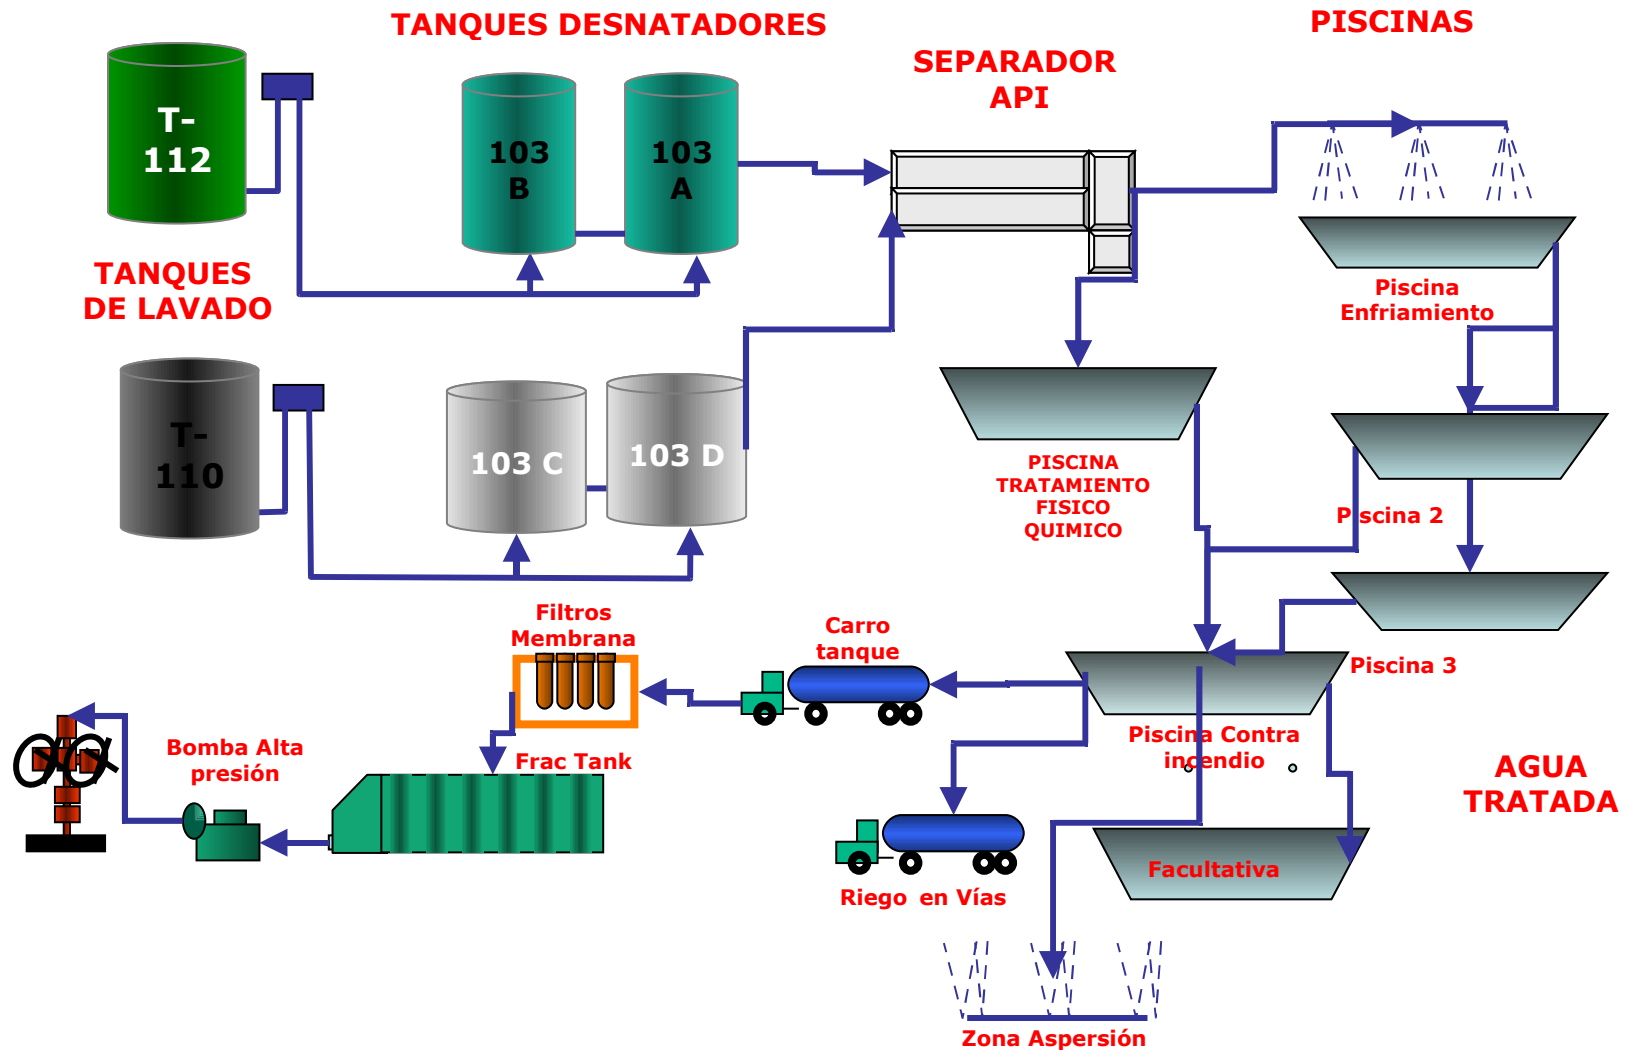 TANQUES DESNATADORES
PISCINAS
SEPARADOR
API
T-
112
103
B
103
A
TANQUES
DE LAVADO
Piscina
Enfriamiento
T-
110
103 C
103 D
PISCINA
TRATAMIENTO
FISICO
QUIMICO
Piscina 2
Filtros
Membrana
Carro
tanque
Piscina 3
Bomba Alta
presión
Frac Tank
Piscina Contra
incendio
AGUA
TRATADA
Facultativa
Riego en Vías
Zona Aspersión